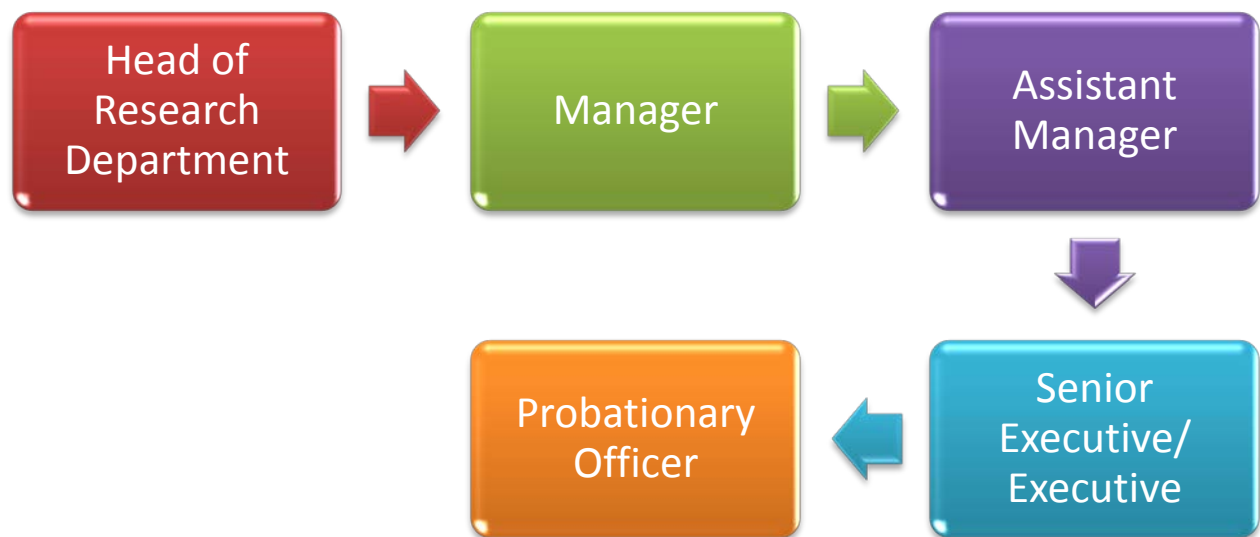 Head of
Research
Department
Manager
Assistant
Manager
Senior
Executive/
Executive
Probationary
Officer